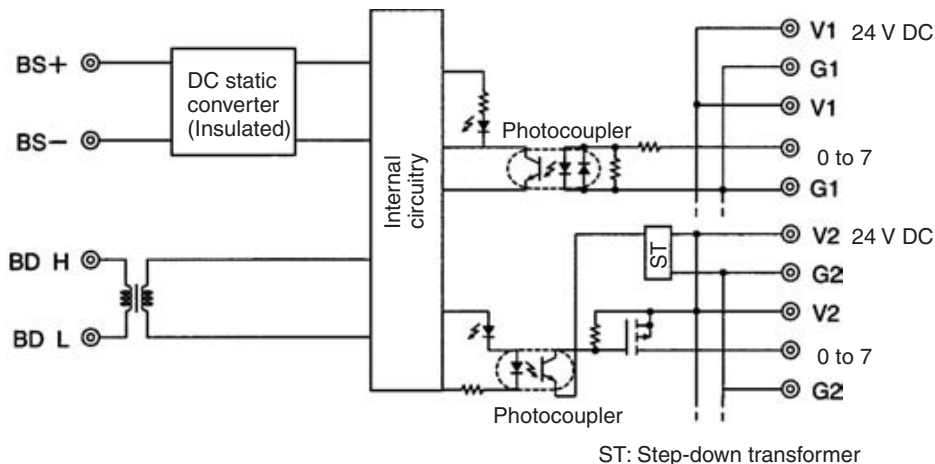 BS+
BS−
BD H
BD L
DC static
converter
(Insulated)
Internal
circuitry
Photocoupler
Photocoupler
ST
V1 24 V DC
G1
V1
0 to 7
G1
V2 24 V DC
G2
V2
0 to 7
G2
ST: Step-down transformer